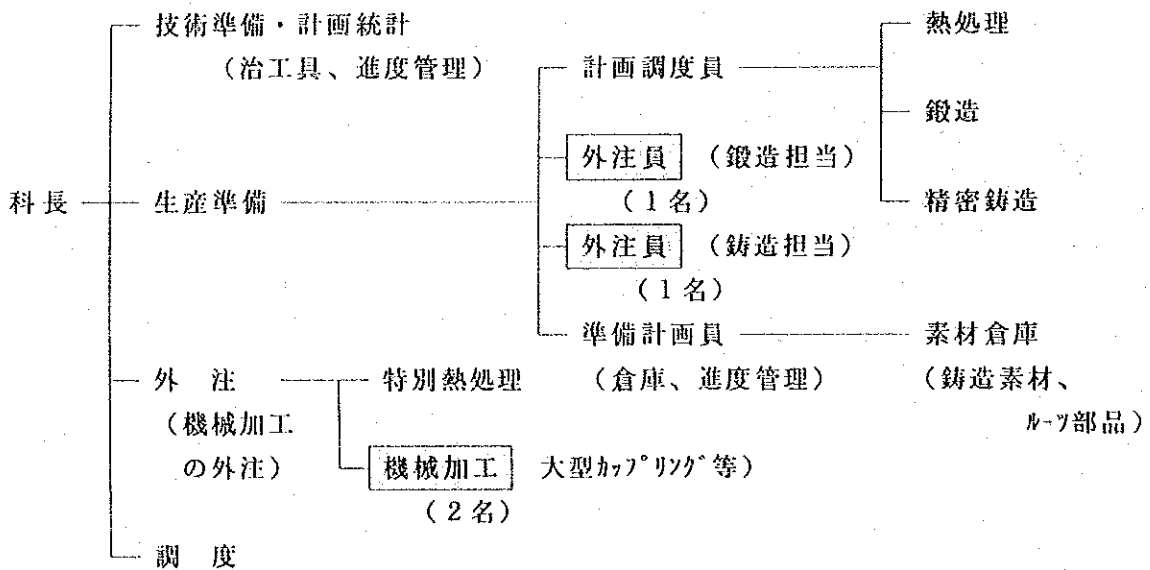 技術準備・計画統計
熱処理
(治工具、進度管理)
計画調度員
鍛造
外注員 (鍛造担当)
科長 生産準備
(1名)
精密鋳造
外注員 (鋳造担当)
(1名)
準備計画員
素材倉庫
外 注
特別熱処理
(倉庫、進度管理)
(鋳造素材、
(機械加工
ルーツ部品)
の外注)
機械加工 大型カップリング等)
(2名)
調 度